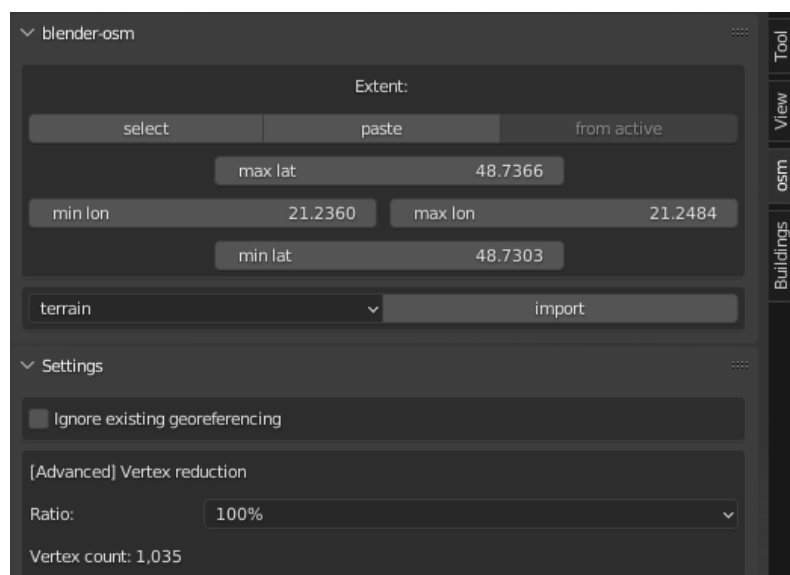 blender-osm
Extent:
select paste from active
max lat 48.7366
min lon 21.2360 max lon 21.2484
min lat 48.7303
terrain import
Settings
Ignore existing georeferencing
[Advanced] Vertex reduction
Ratio: 100%
Vertex count: 1,035
Tool
View
osm
Buildings